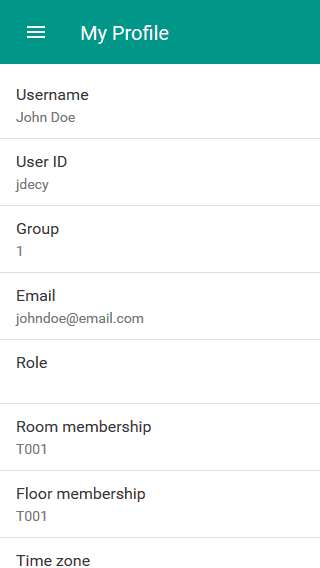 My Profile
Username
John Doe
User ID
jdecy
Group
1
Email
johndoe@email.com
Role
Room membership
T001
Floor membership
T001
Time zone